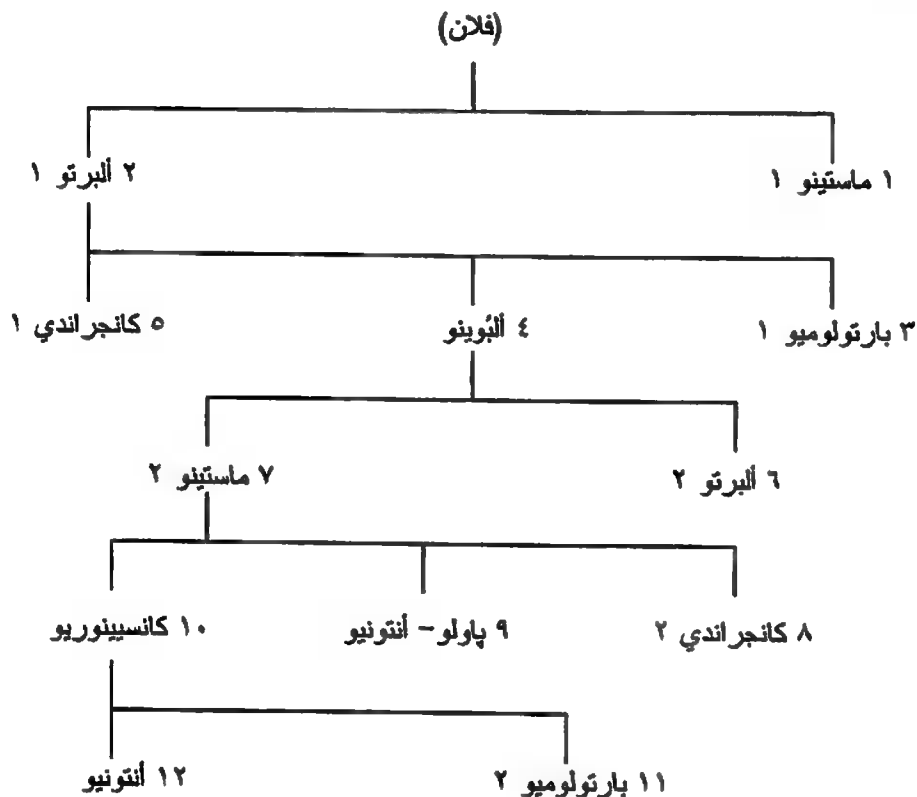 (فلان)
١ ماستينو ١ ٢ ألبرتو ١
٣ بارتولوميو ١ ٤ ألبُوينو ٥ كانجراندي ١
٦ ألبرتو ٢ ٧ ماستينو ٢
٨ كانجراندي ٢ ٩ پاولو- أنتونيو ١٠ كانسيينوريو
١١ بارتولوميو ٢ ١٢ أنتونيو